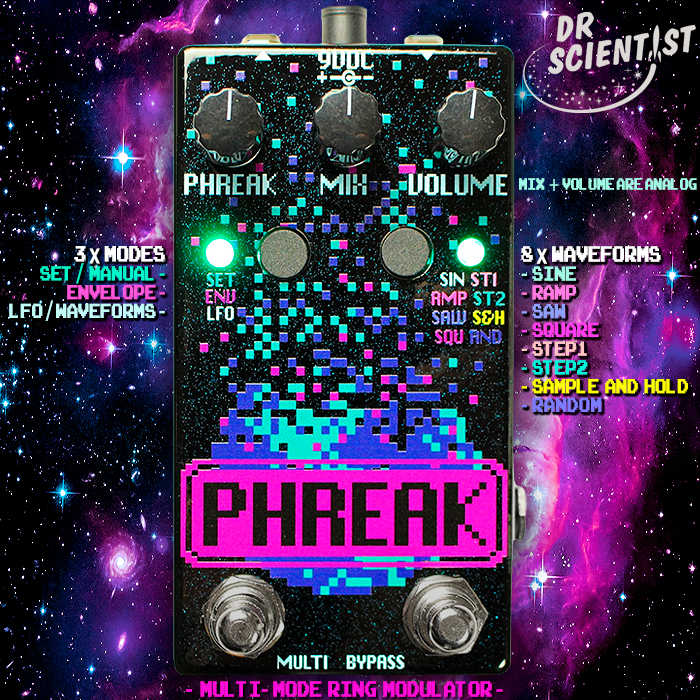 DR
SCIENTIST
9VDC
+ - C - -
PHREAK MIX VOLUME
MIX + VOLUME ARE ANALOG
3 x MODES
SET / MANUAL -
ENVELOPE -
LFO / WAVEFORMS -
SET
ENV
LFO
SIN ST1
RMP ST2
SAW S&H
SQU RND
8 x WAVEFORMS
- SINE
- RAMP
- SAW
- SQUARE
- STEP1
- STEP2
- SAMPLE AND HOLD
- RANDOM
PHREAK
MULTI BYPASS
- MULTI-MODE RING MODULATOR -